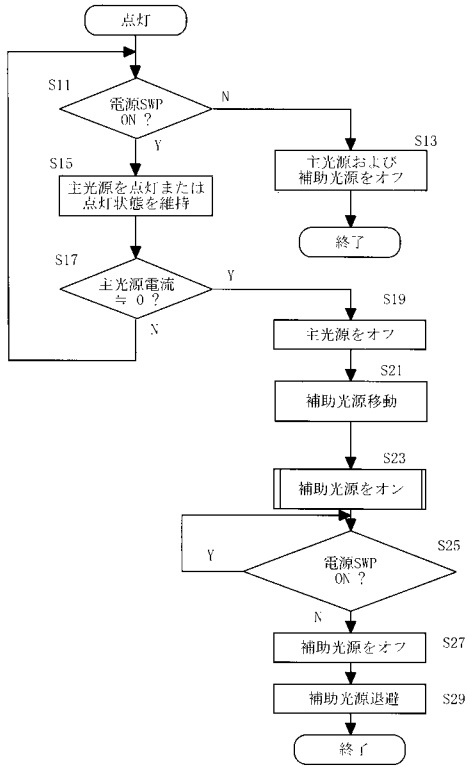 点灯
S11
電源SWP
ON ?
N
Y
S13
主光源および
補助光源をオフ
S15
主光源を点灯または
点灯状態を維持
終了
S17
主光源電流
≒ 0 ?
Y
N
S19
主光源をオフ
S21
補助光源移動
S23
補助光源をオン
S25
電源SWP
ON ?
Y
N
S27
補助光源をオフ
S29
補助光源退避
終了